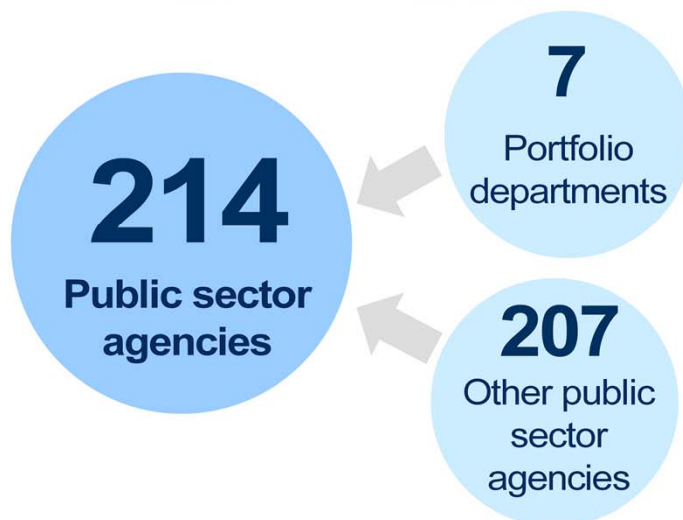 214
Public sector
agencies
7
Portfolio
departments
207
Other public
sector
agencies